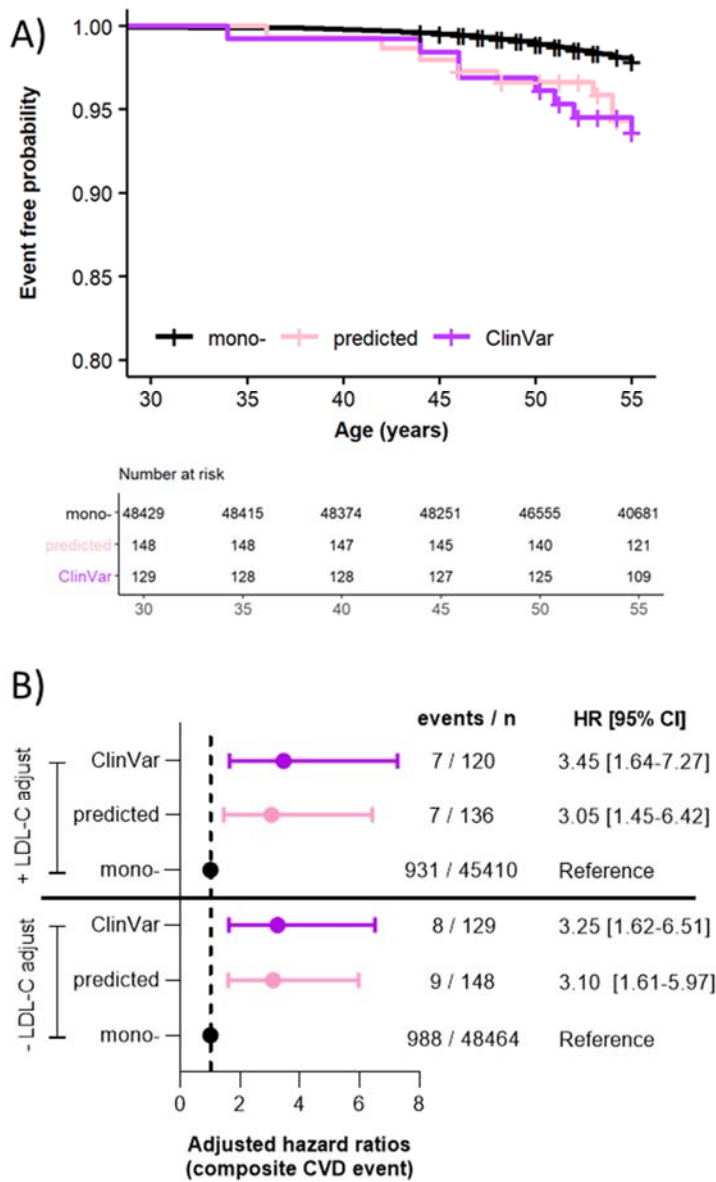 A)
Event free probability
1.00
0.95
0.90
0.85
0.80
mono- predicted ClinVar
30 35 40 45 50 55
Age (years)
Number at risk
mono- 48429 48415 48374 48251 46555 40681
predicted 148 148 147 145 140 121
ClinVar 129 128 128 127 125 109
30 35 40 45 50 55
B)
events / n HR [95% CI]
+ LDL-C adjust
ClinVar 7 / 120 3.45 [1.64-7.27]
predicted 7 / 136 3.05 [1.45-6.42]
mono- 931 / 45410 Reference
- LDL-C adjust
ClinVar 8 / 129 3.25 [1.62-6.51]
predicted 9 / 148 3.10 [1.61-5.97]
mono- 988 / 48464 Reference
0 2 4 6 8
Adjusted hazard ratios
(composite CVD event)